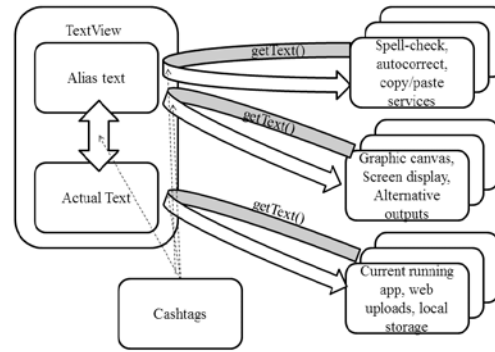 TextView
Alias text
Actual Text
Cashtags
getText()
Spell-check,
autocorrect,
copy/paste
services
getText()
Graphic canvas,
Screen display,
Alternative
outputs
getText()
Current running
app, web
uploads, local
storage